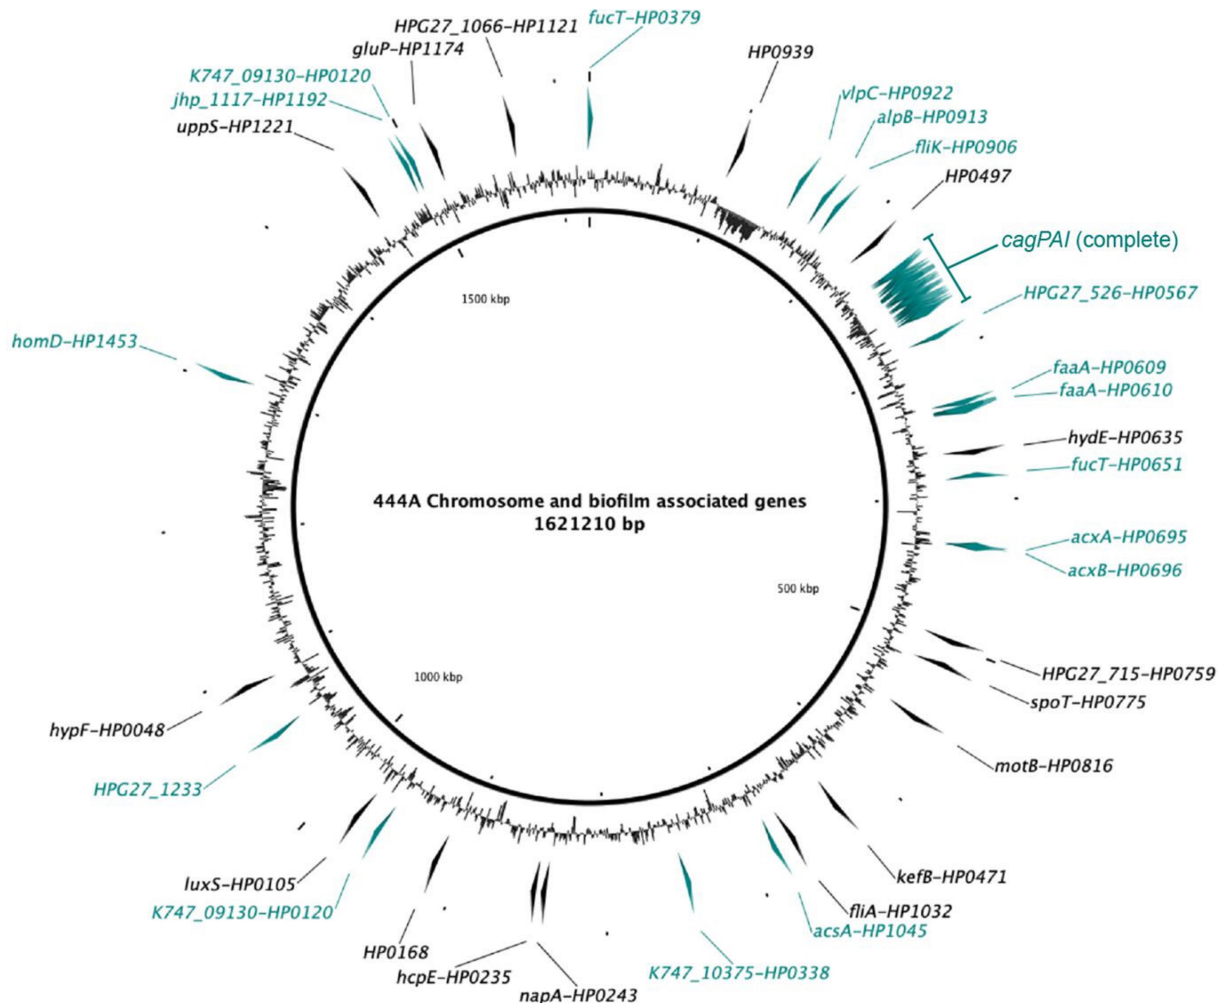 fucT-HP0379
HPG27_1066-HP1121
gluP-HP1174
K747_09130-HP0120
jhp_1117-HP1192
uppS-HP1221
HP0939
vlpC-HP0922
alpB-HP0913
fliK-HP0906
HP0497
cagPAI (complete)
HPG27_526-HP0567
faaA-HP0609
faaA-HP0610
hydE-HP0635
fucT-HP0651
acxA-HP0695
acxB-HP0696
HPG27_715-HP0759
spoT-HP0775
motB-HP0816
kefB-HP0471
fliA-HP1032
acsA-HP1045
K747_10375-HP0338
napA-HP0243
hcpE-HP0235
HP0168
K747_09130-HP0120
luxS-HP0105
HPG27_1233
hypF-HP0048
homD-HP1453
1500 kbp
500 kbp
1000 kbp
444A Chromosome and biofilm associated genes
1621210 bp